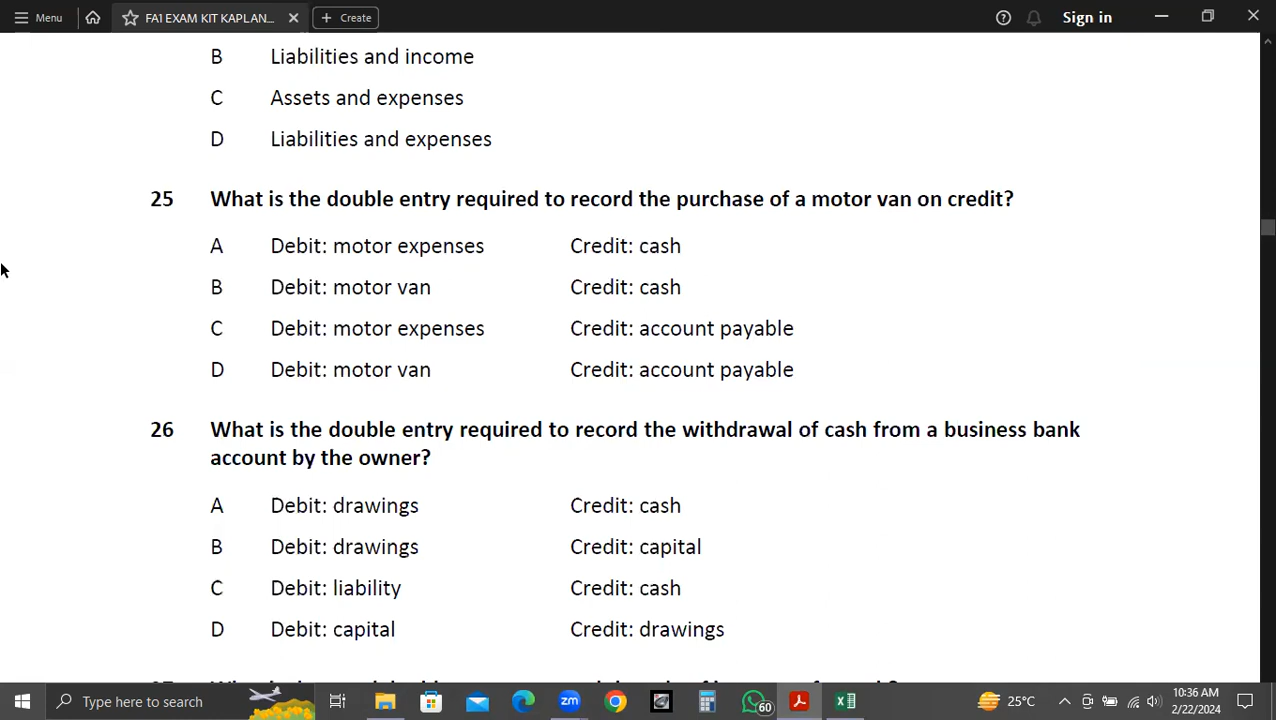 Menu
FA1 EXAM KIT KAPLAN...
Create
Sign in
B Liabilities and income
C Assets and expenses
D Liabilities and expenses
25 What is the double entry required to record the purchase of a motor van on credit?
A Debit: motor expenses Credit: cash
B Debit: motor van Credit: cash
C Debit: motor expenses Credit: account payable
D Debit: motor van Credit: account payable
26 What is the double entry required to record the withdrawal of cash from a business bank
account by the owner?
A Debit: drawings Credit: cash
B Debit: drawings Credit: capital
C Debit: liability Credit: cash
D Debit: capital Credit: drawings
Type here to search
zm
60
25°C
10:36 AM
2/22/2024